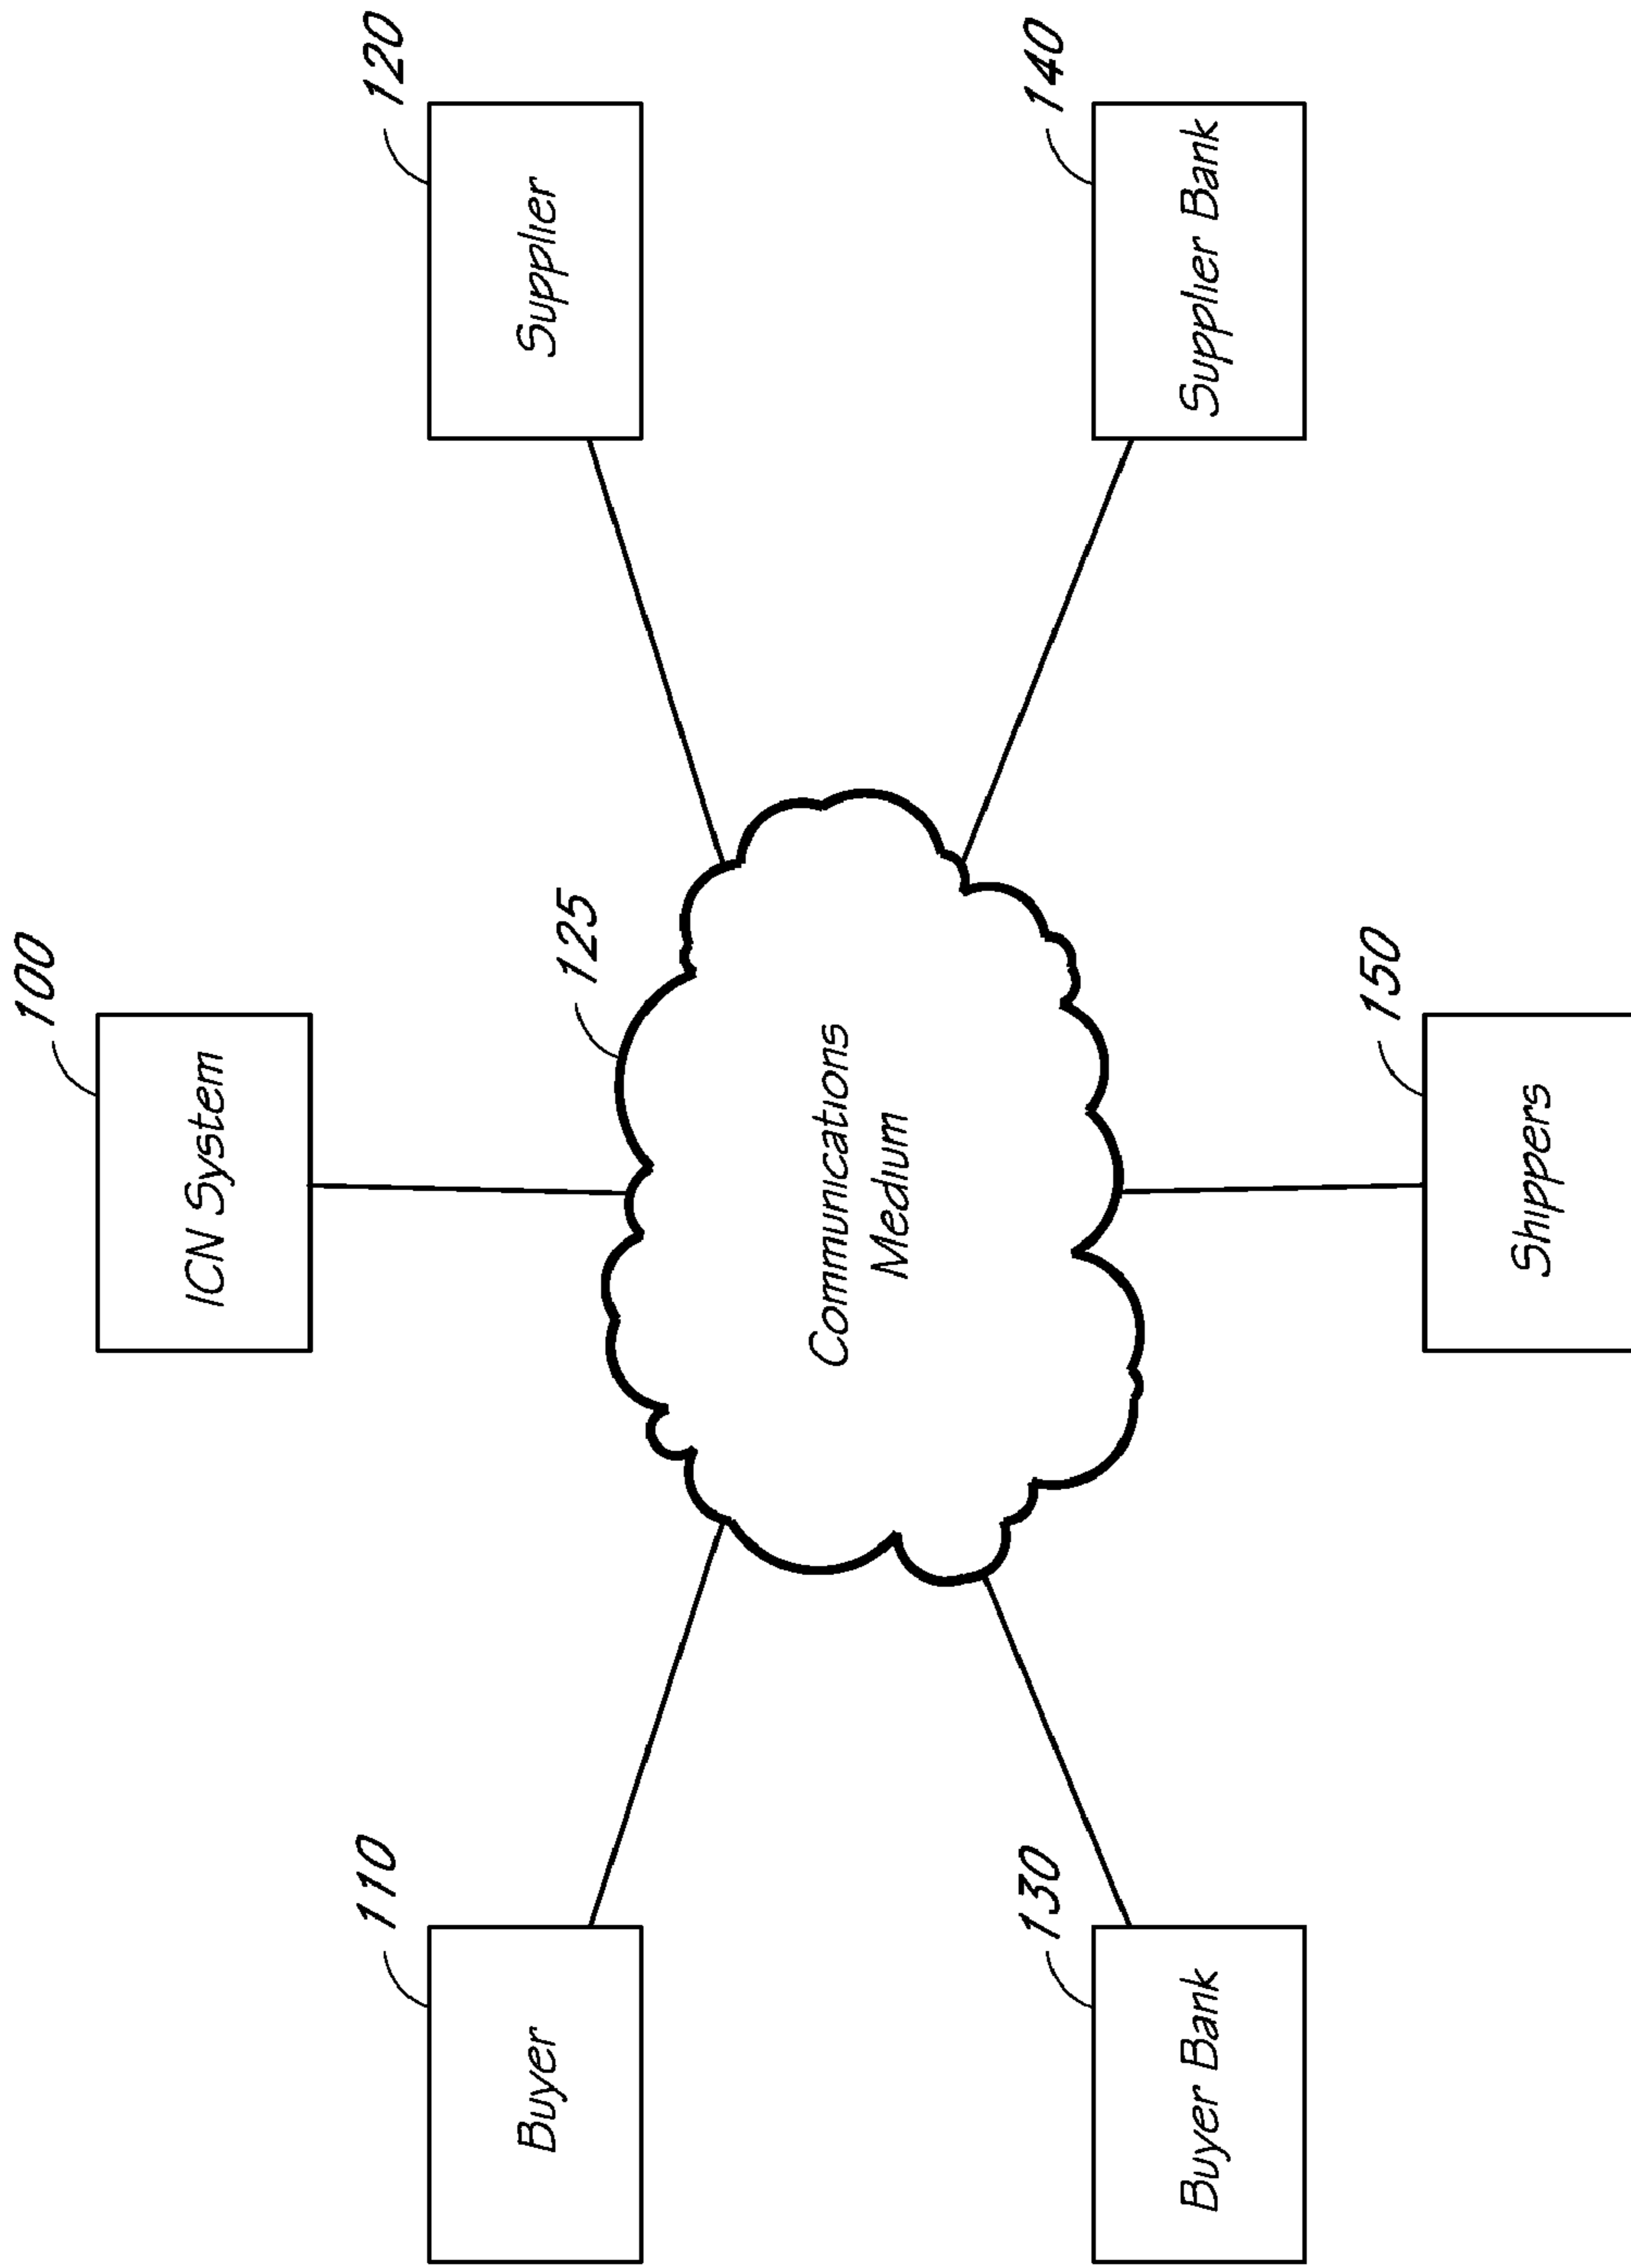 100
ICN System
110
Buyer
125
120
Supplier
Communications
Medium
130
Buyer Bank
140
Supplier Bank
150
Shippers